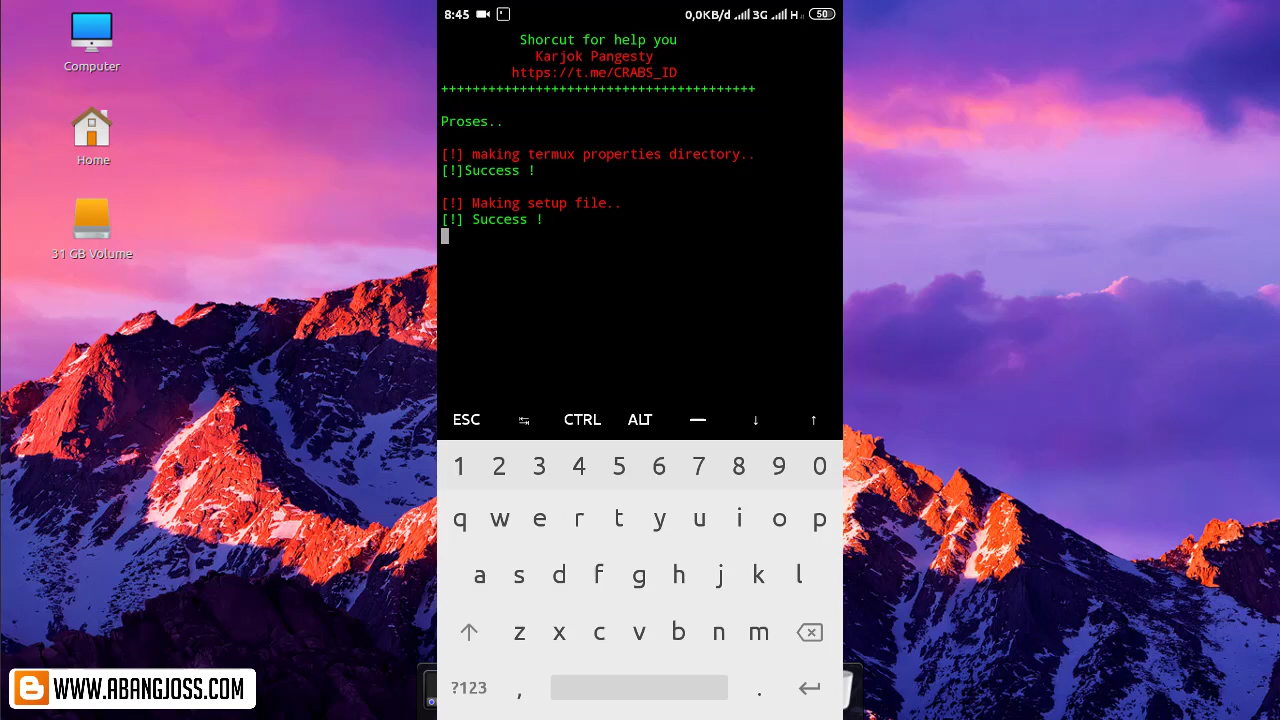 Computer
Home
31 GB Volume
8:45
0,0KB/d 3G H 50
Shorcut for help you
Karjok Pangesty
https://t.me/CRABS_ID
++++++++++++++++++++++++++++++++++++++++
Proses..
[!] making termux properties directory..
[!]Success !
[!] Making setup file..
[!] Success !
ESC ↹ CTRL ALT — ↓ ↑
1 2 3 4 5 6 7 8 9 0
q w e r t y u i o p
a s d f g h j k l
z x c v b n m
?123 , .
WWW.ABANGJOSS.COM